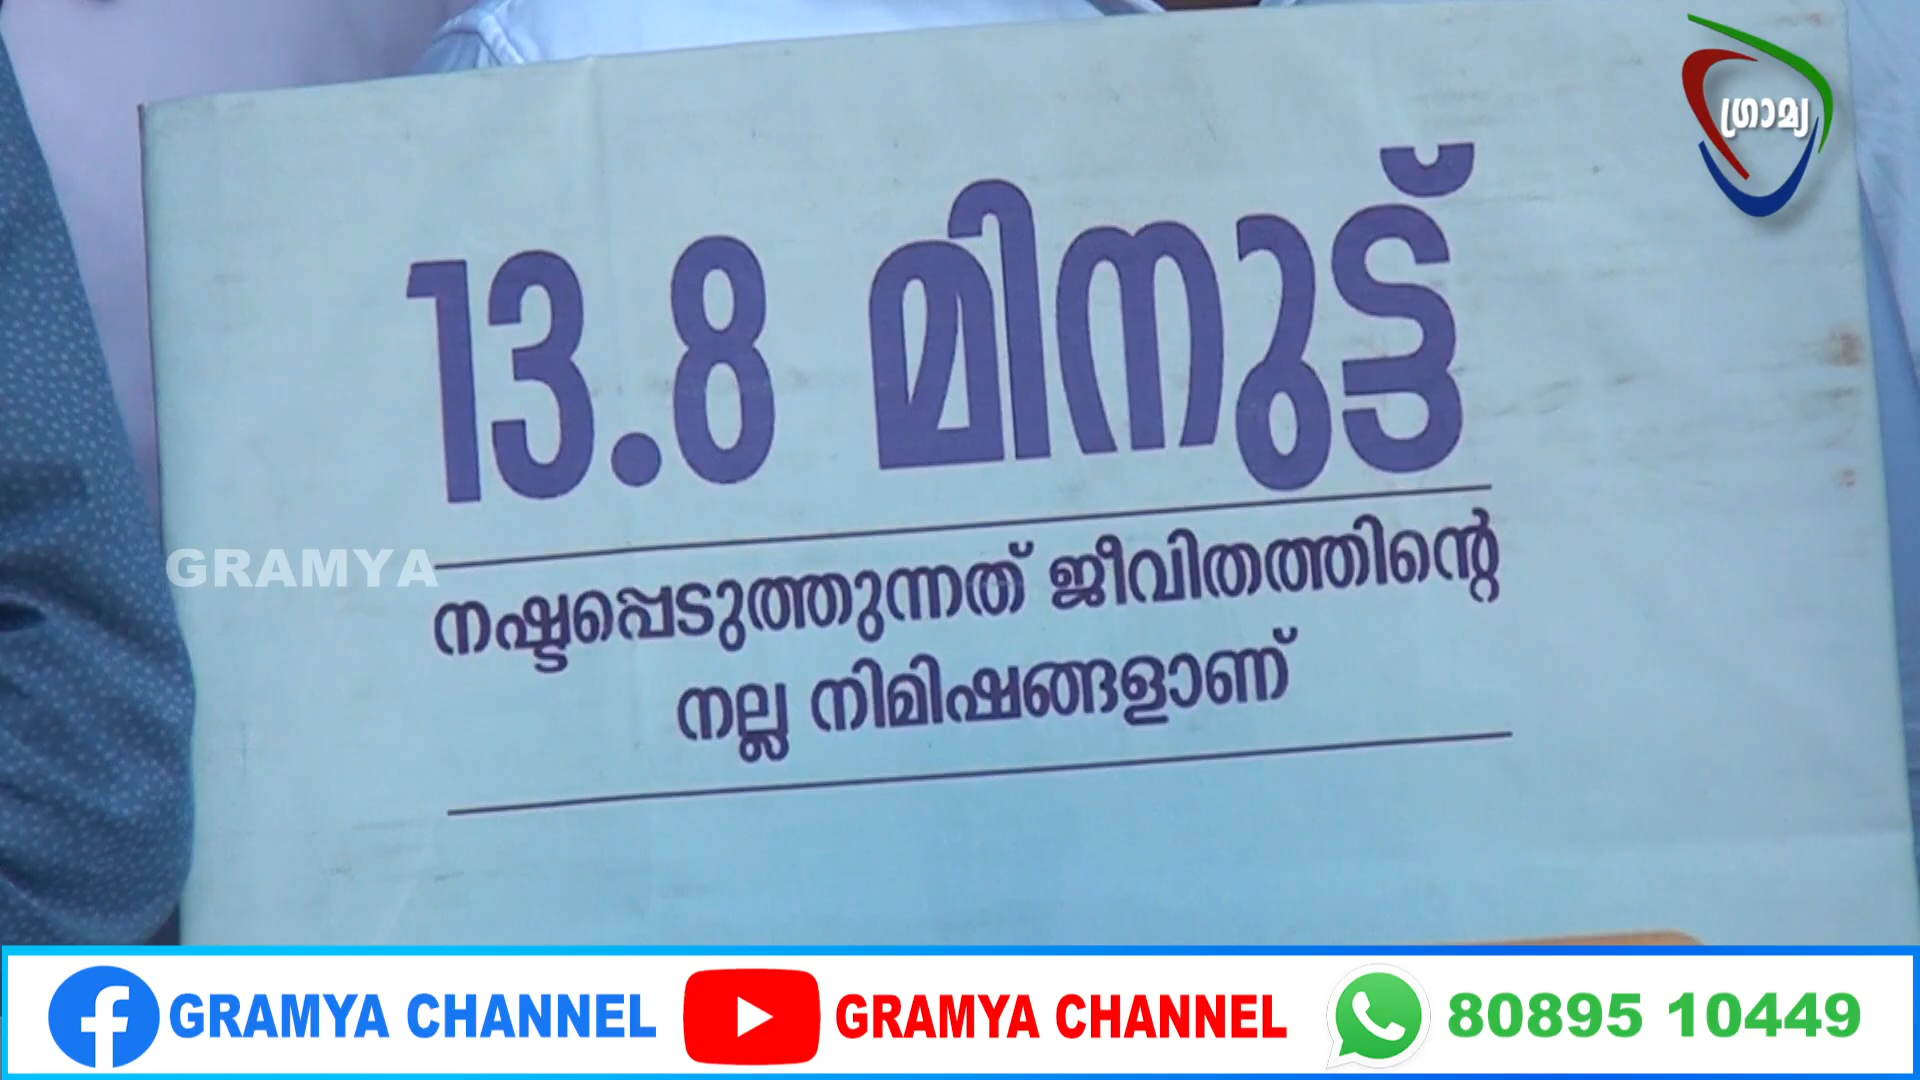 ഗ്രാമ്യ
13.8 മിനുട്ട്
GRAMYA
നഷ്ടപ്പെടുത്തുന്നത് ജീവിതത്തിന്റെ
നല്ല നിമിഷങ്ങളാണ്
GRAMYA CHANNEL GRAMYA CHANNEL 80895 10449